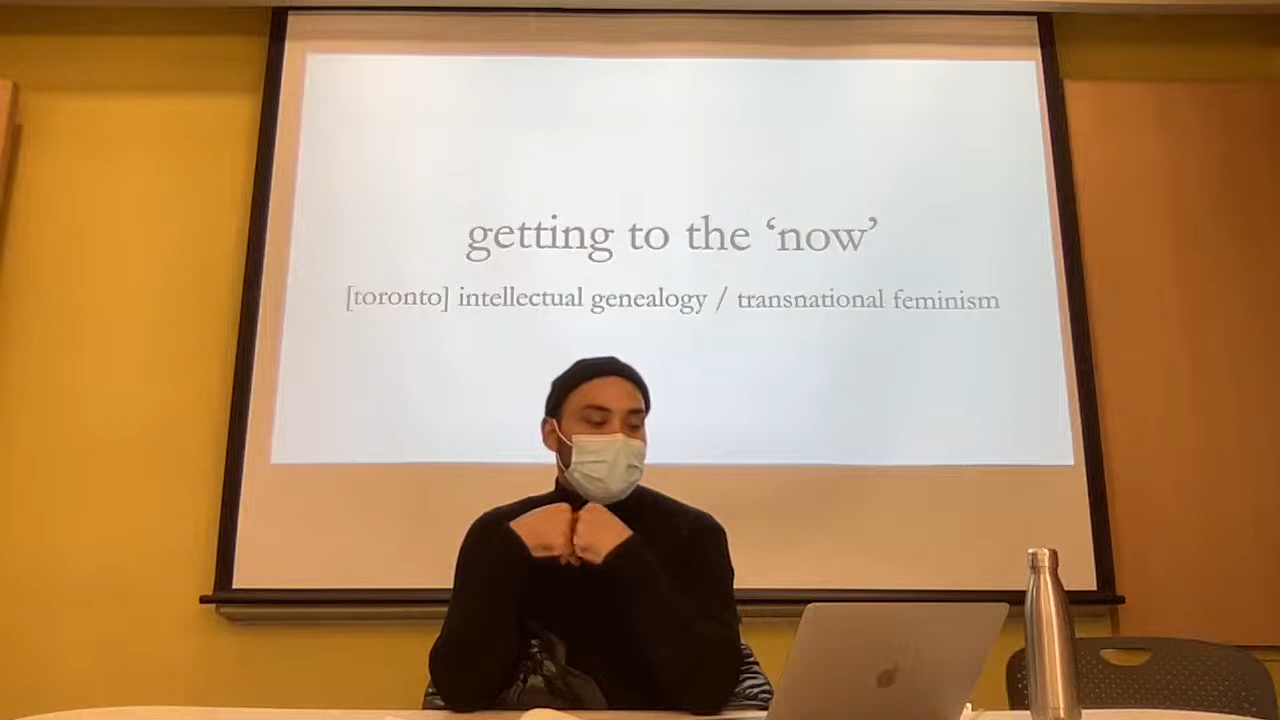 getting to the ‘now’
[toronto] intellectual genealogy / transnational feminism